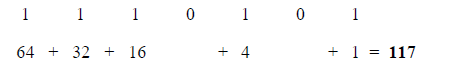 1 1 1 0 1 0 1
64 + 32 + 16 + 4 + 1 = 117